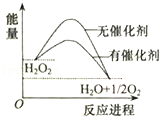 能量
无催化剂
有催化剂
H₂O₂
H₂O+1/2O₂
O
反应进程